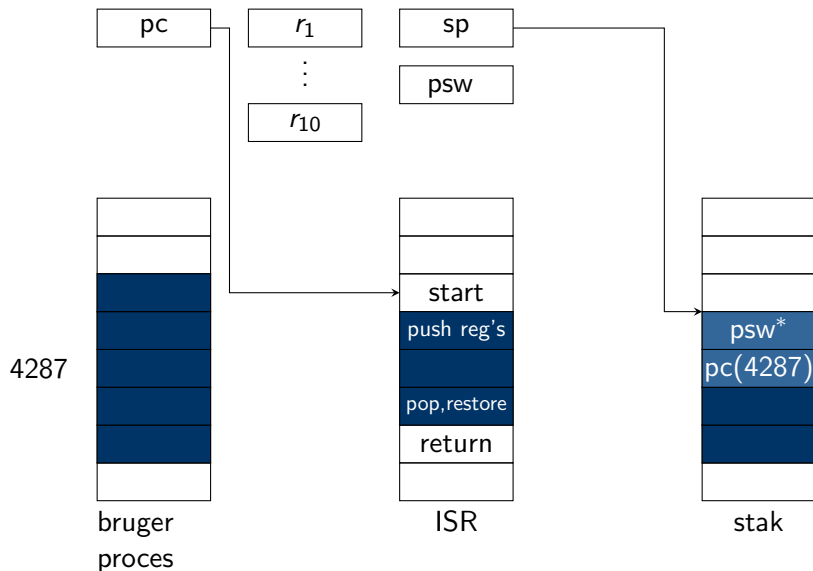 pc r₁ sp
⋮ psw
r₁₀
start
push reg's psw*
4287 pc(4287)
pop,restore
return
bruger ISR stak
proces